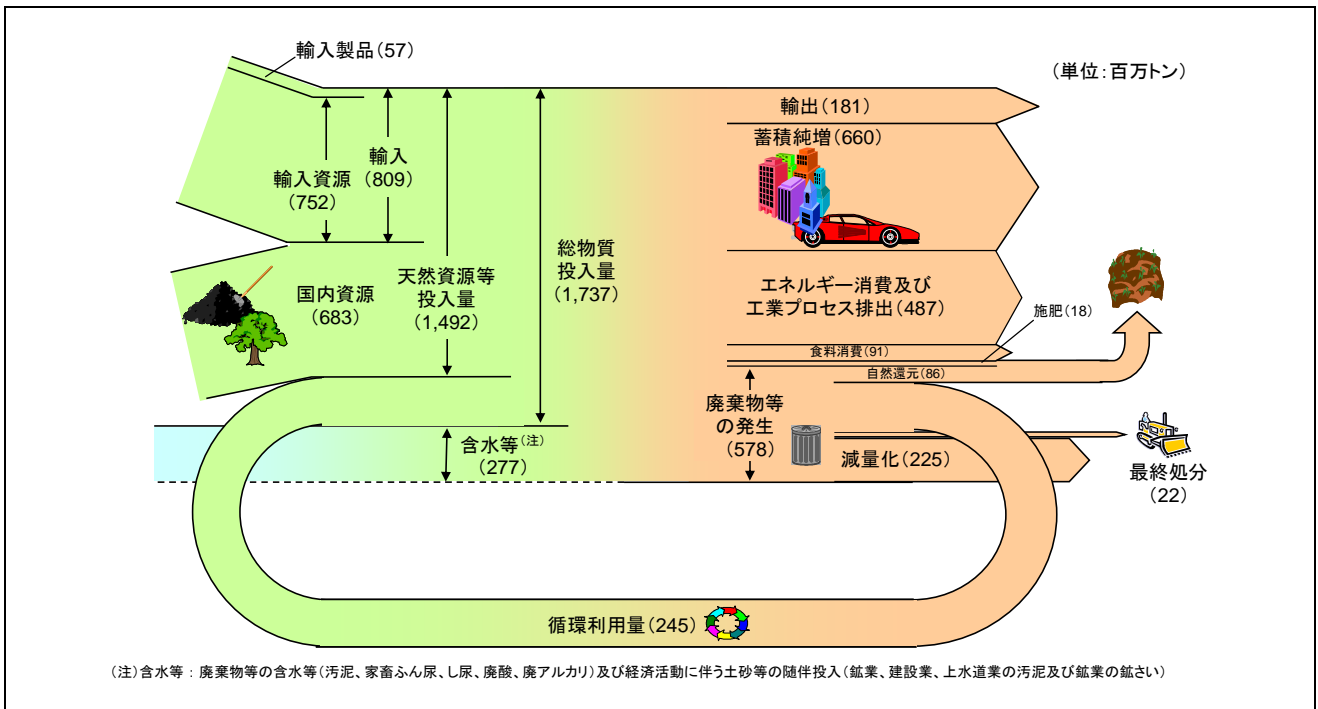 輸入製品(57)
(単位:百万トン)
輸出(181)
蓄積純増(660)
輸入
(809)
輸入資源
(752)
総物質
投入量
(1,737)
天然資源等
投入量
(1,492)
国内資源
(683)
エネルギー消費及び
工業プロセス排出(487)
施肥(18)
食料消費(91)
自然還元(86)
廃棄物等
の発生
(578)
含水等(注)
(277)
減量化(225)
最終処分
(22)
循環利用量(245)
(注)含水等:廃棄物等の含水等(汚泥、家畜ふん尿、し尿、廃酸、廃アルカリ)及び経済活動に伴う土砂等の随伴投入(鉱業、建設業、上水道業の汚泥及び鉱業の鉱さい)